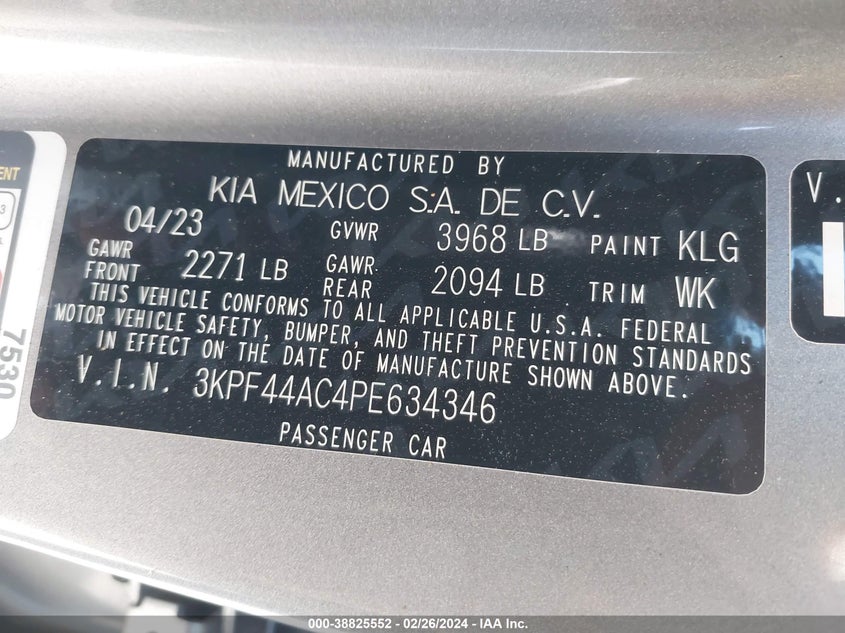 MANUFACTURED BY
KIA MEXICO S.A. DE C.V.
04/23 GVWR 3968 LB PAINT KLG
GAWR FRONT 2271 LB GAWR REAR 2094 LB TRIM WK
THIS VEHICLE CONFORMS TO ALL APPLICABLE U.S.A. FEDERAL
MOTOR VEHICLE SAFETY, BUMPER, AND THEFT PREVENTION STANDARDS
IN EFFECT ON THE DATE OF MANUFACTURE SHOWN ABOVE.
V.I.N. 3KPF44AC4PE634346
PASSENGER CAR
7530
V.
000-38825552 - 02/26/2024 - IAA Inc.